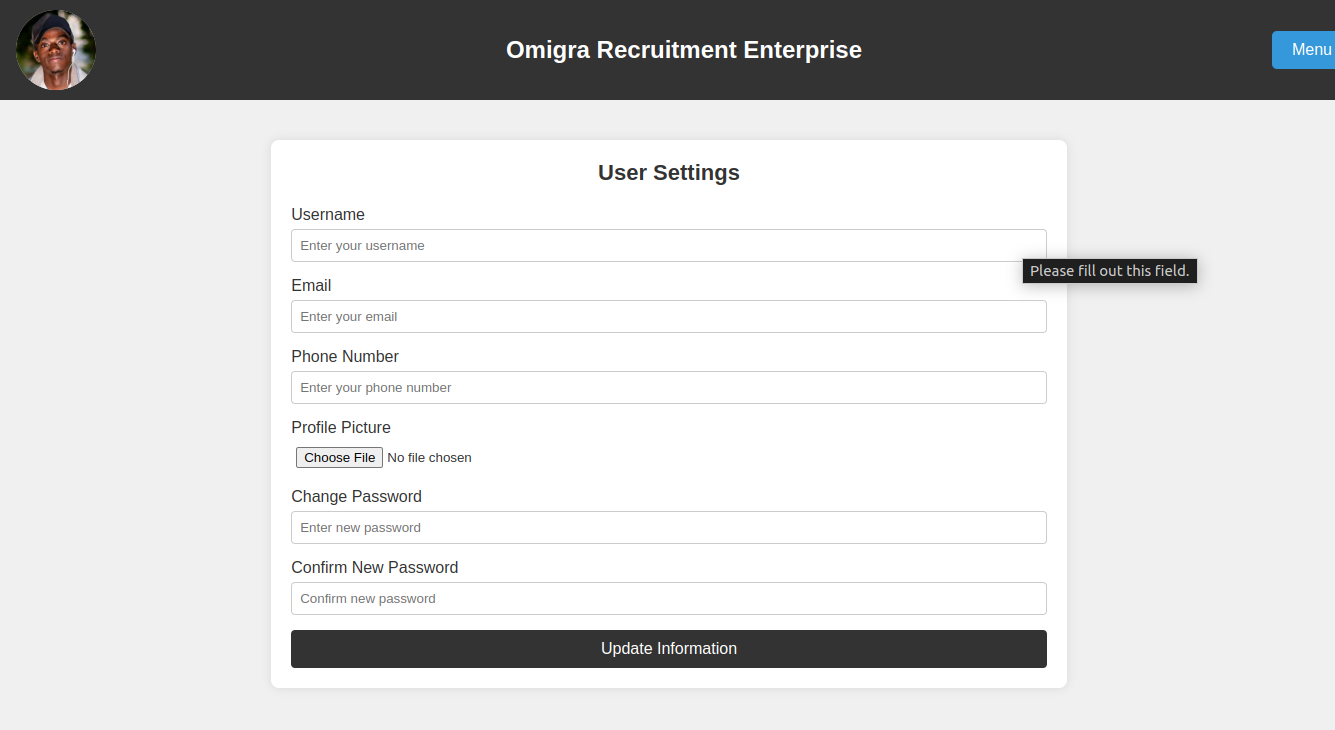 Omigra Recruitment Enterprise
Menu
User Settings
Username
Enter your username
Please fill out this field.
Email
Enter your email
Phone Number
Enter your phone number
Profile Picture
Choose File No file chosen
Change Password
Enter new password
Confirm New Password
Confirm new password
Update Information